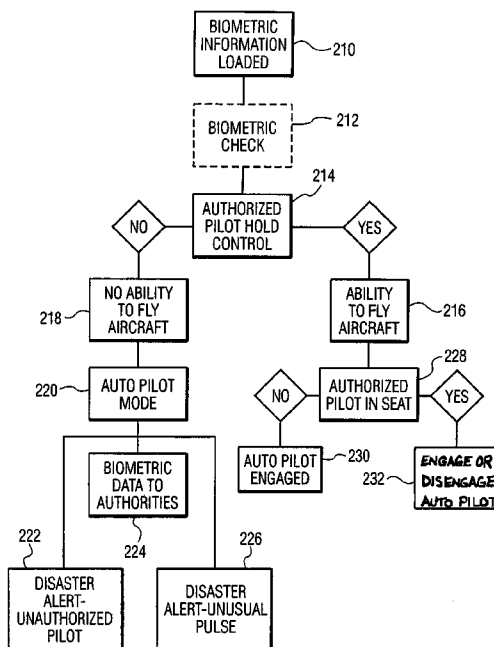 BIOMETRIC
INFORMATION
LOADED
210
BIOMETRIC
CHECK
212
214
AUTHORIZED
PILOT HOLD
CONTROL
NO
YES
218
NO ABILITY
TO FLY
AIRCRAFT
ABILITY
TO FLY
AIRCRAFT
216
220
AUTO PILOT
MODE
228
AUTHORIZED
PILOT IN SEAT
NO
YES
BIOMETRIC
DATA TO
AUTHORITIES
224
AUTO PILOT
ENGAGED
230
232
ENGAGE OR
DISENGAGE
AUTO PILOT
222
DISASTER
ALERT-
UNAUTHORIZED
PILOT
226
DISASTER
ALERT-UNUSUAL
PULSE